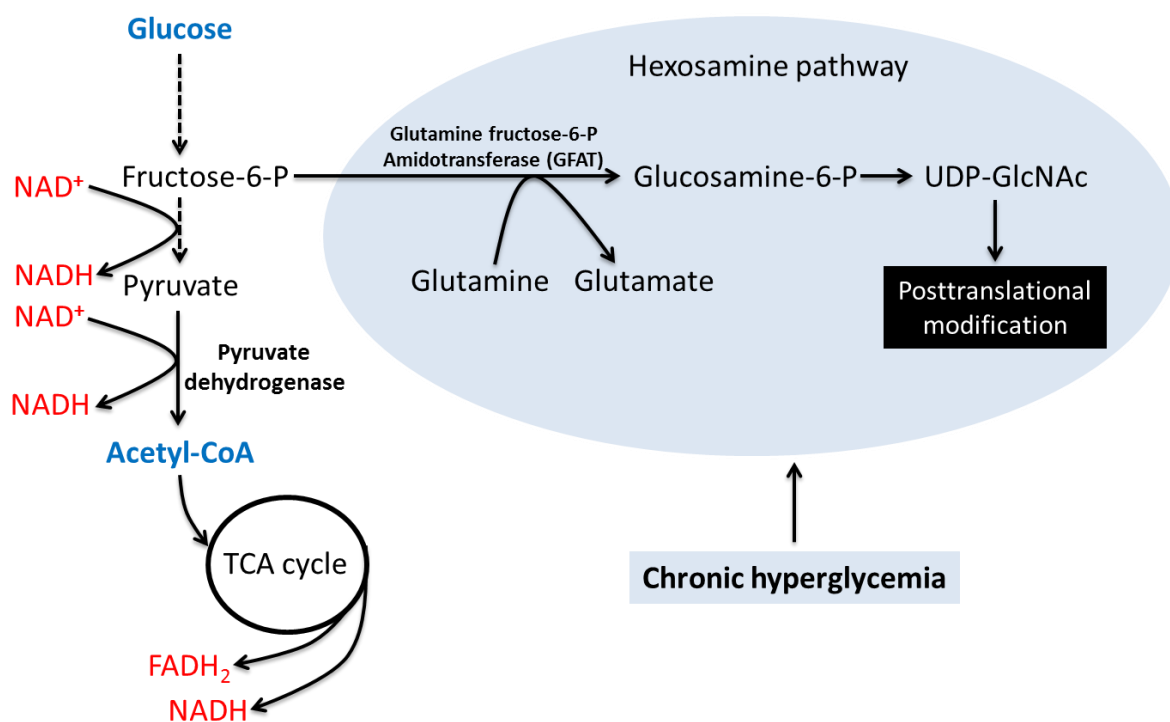 Glucose
Hexosamine pathway
Glutamine fructose-6-P
Amidotransferase (GFAT)
NAD⁺
Fructose-6-P
Glucosamine-6-P
UDP-GlcNAc
NADH
Pyruvate
Glutamine
Glutamate
Posttranslational
modification
NAD⁺
Pyruvate
dehydrogenase
NADH
Acetyl-CoA
TCA cycle
Chronic hyperglycemia
FADH₂
NADH